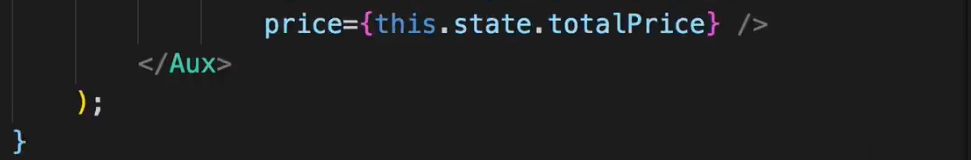 price={this.state.totalPrice} />
</Aux>
);
}